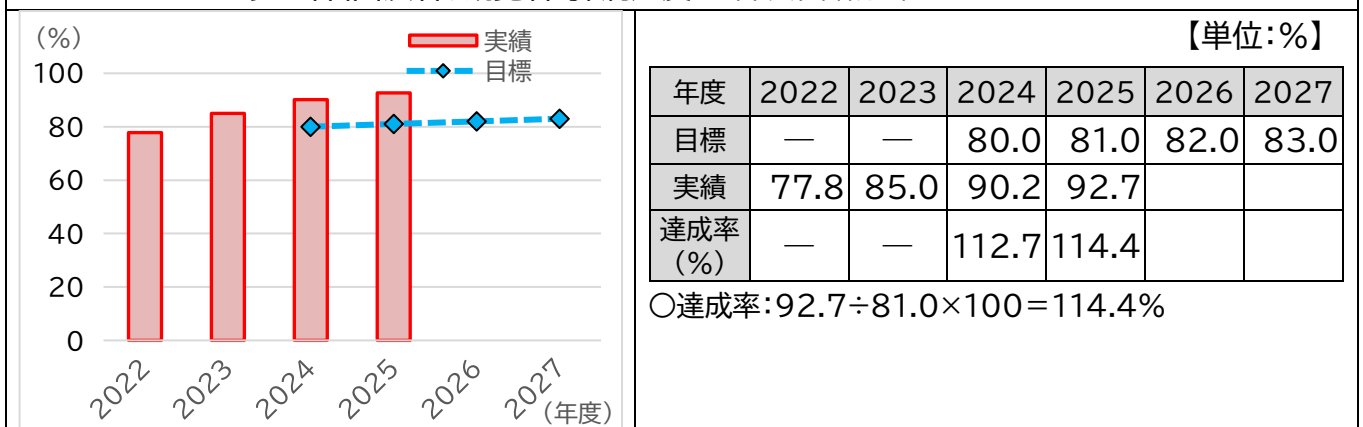 (%)
実績
目標
100
80
60
40
20
0
2022 2023 2024 2025 2026 2027
(年度)
【単位:%】
年度 2022 2023 2024 2025 2026 2027
目標 ― ― 80.0 81.0 82.0 83.0
実績 77.8 85.0 90.2 92.7
達成率
(%) ― ― 112.7 114.4
○達成率:92.7÷81.0×100=114.4%